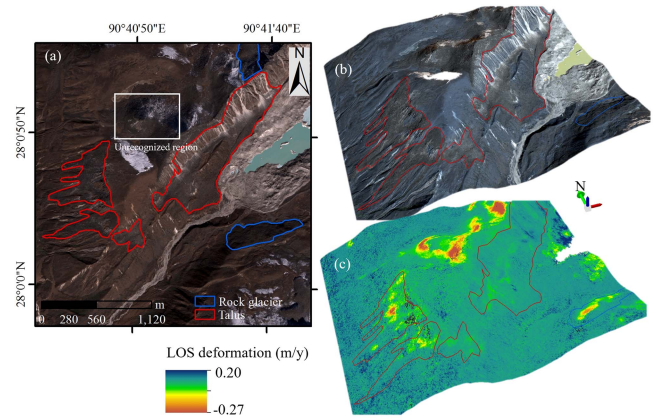 90°40'50"E
90°41'40"E
(a)
N
28°0'50"N
Unrecognized region
28°0'0"N
m
0 280 560 1,120
Rock glacier
Talus
(b)
N
(c)
LOS deformation (m/y)
0.20
-0.27